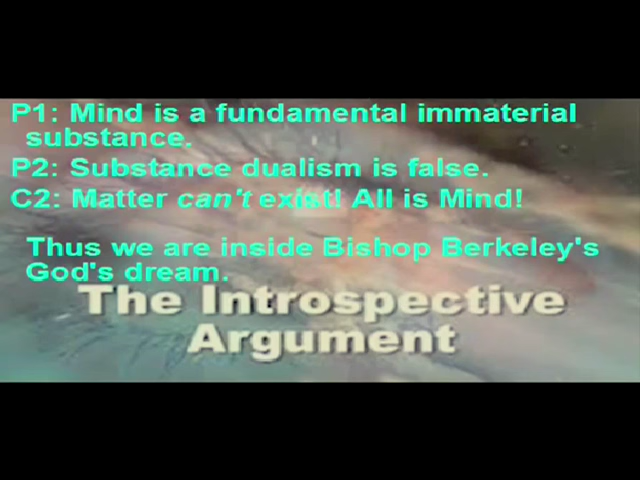 P1: Mind is a fundamental immaterial
substance.
P2: Substance dualism is false.
C2: Matter can't exist! All is Mind!
Thus we are inside Bishop Berkeley's
God's dream.
The Introspective
Argument